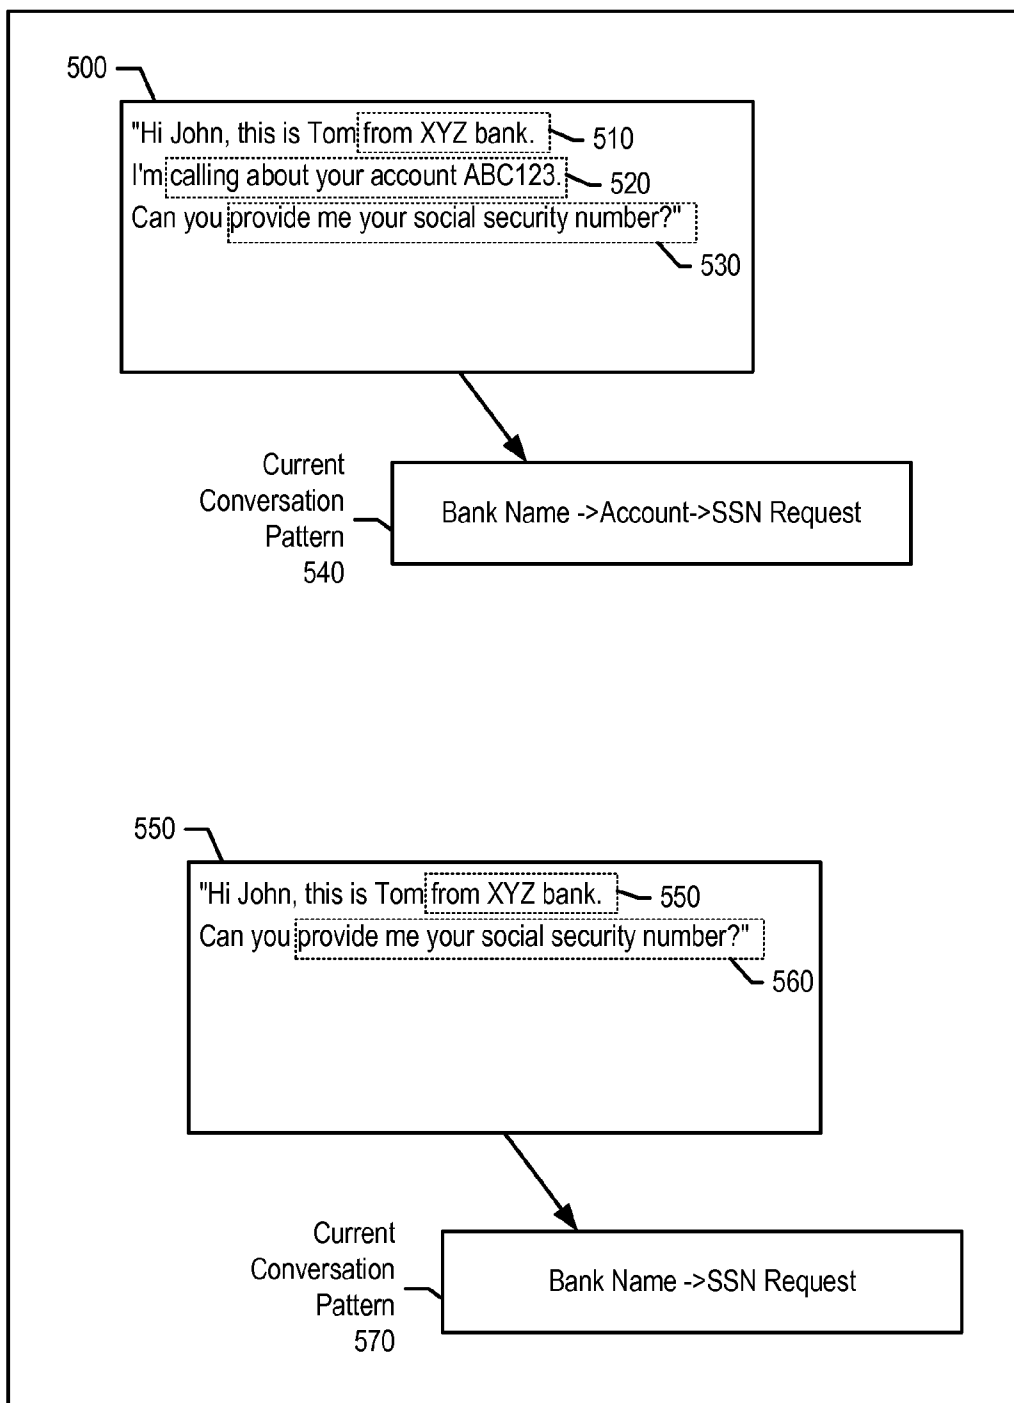 500
"Hi John, this is Tom from XYZ bank. 510
I'm calling about your account ABC123. 520
Can you provide me your social security number?"
530
Current
Conversation
Pattern
540
Bank Name ->Account->SSN Request
550
"Hi John, this is Tom from XYZ bank. 550
Can you provide me your social security number?"
560
Current
Conversation
Pattern
570
Bank Name ->SSN Request